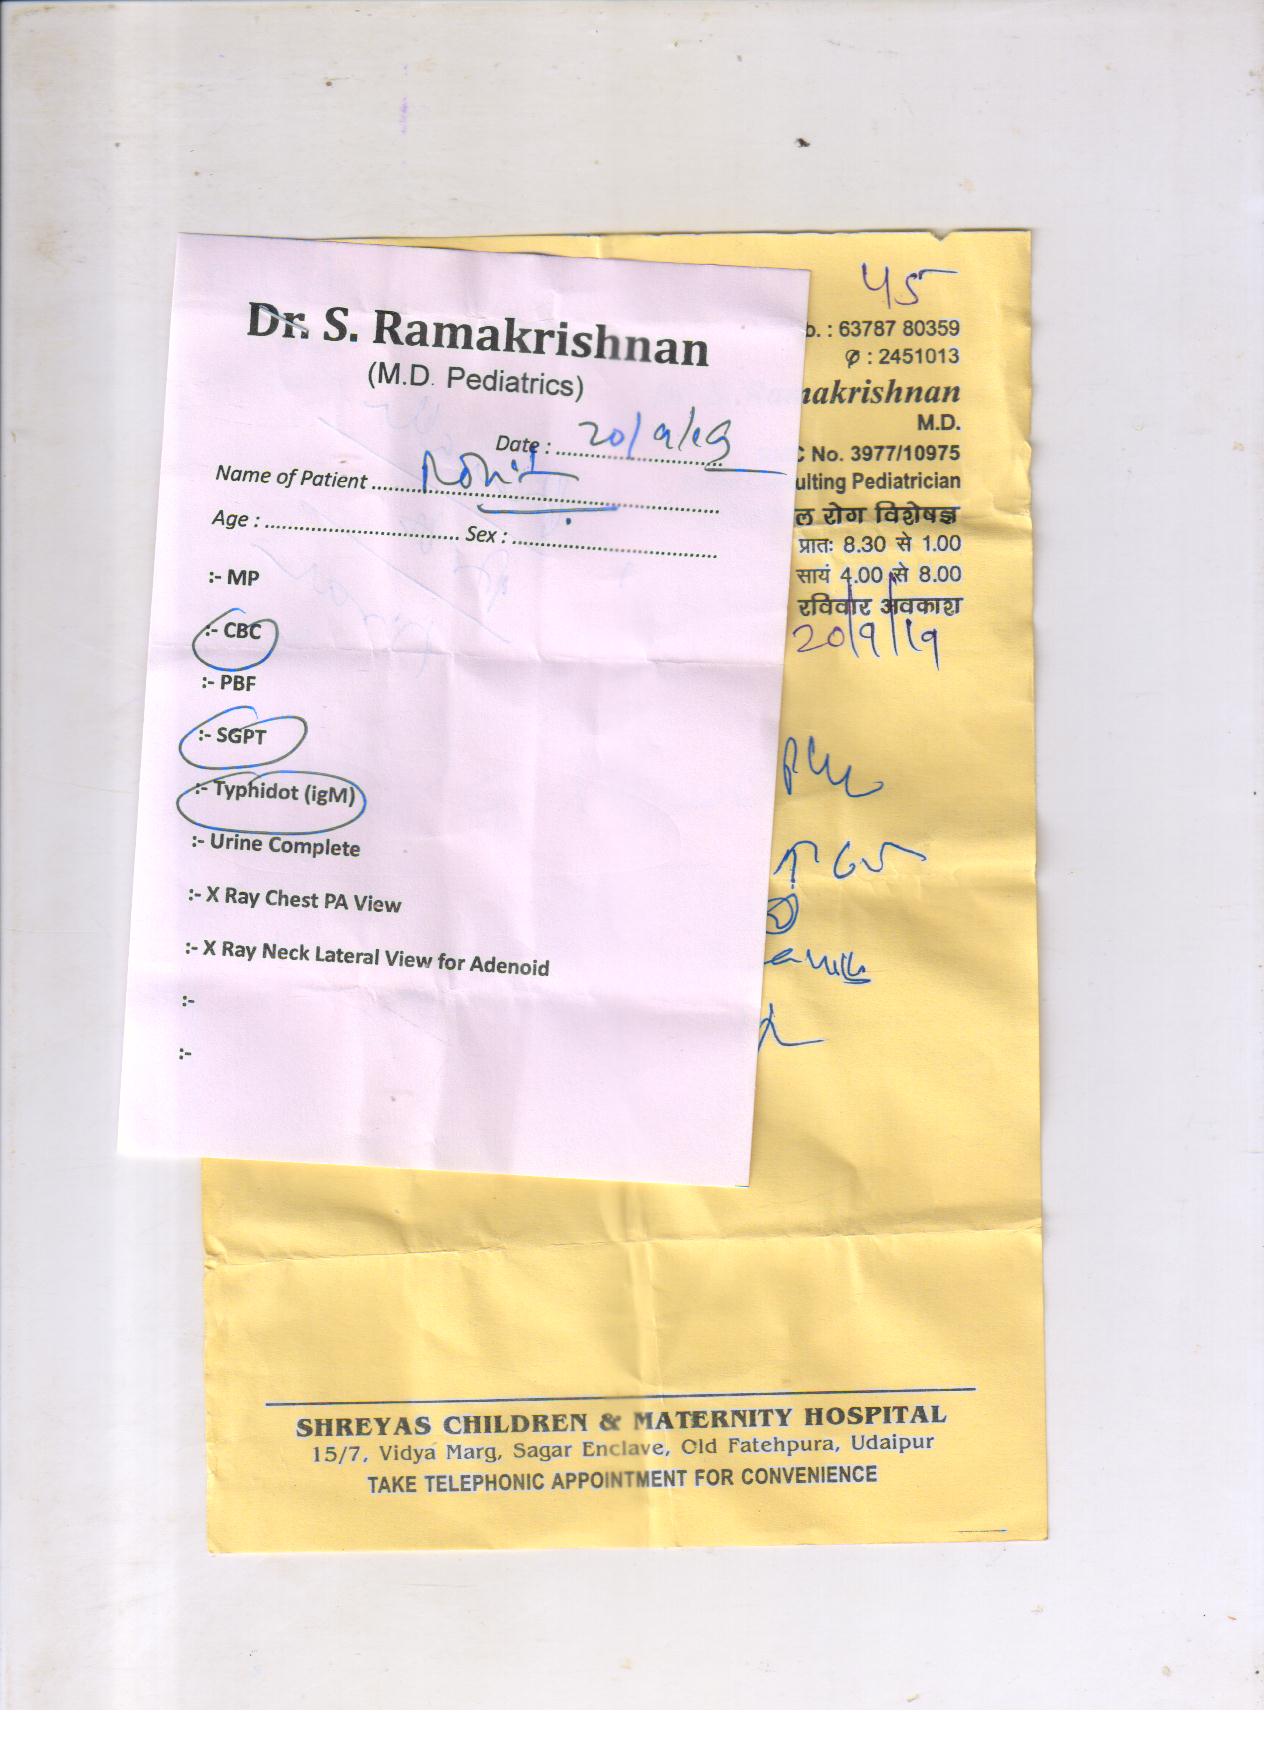 Dr. S. Ramakrishnan
(M.D. Pediatrics)
Date : 20/9/19
Name of Patient Rohit
Age : Sex :
:- MP
:- CBC
:- PBF
:- SGPT
:- Typhidot (igM)
:- Urine Complete
:- X Ray Chest PA View
:- X Ray Neck Lateral View for Adenoid
:-
:-
45
: 63787 80359
: 2451013
akrishnan
M.D.
No. 3977/10975
ulting Pediatrician
ल रोग विशेषज्ञ
प्रातः 8.30 से 1.00
सायं 4.00 से 8.00
रविवार अवकाश
20/9/19
SHREYAS CHILDREN & MATERNITY HOSPITAL
15/7, Vidya Marg, Sagar Enclave, Old Fatehpura, Udaipur
TAKE TELEPHONIC APPOINTMENT FOR CONVENIENCE